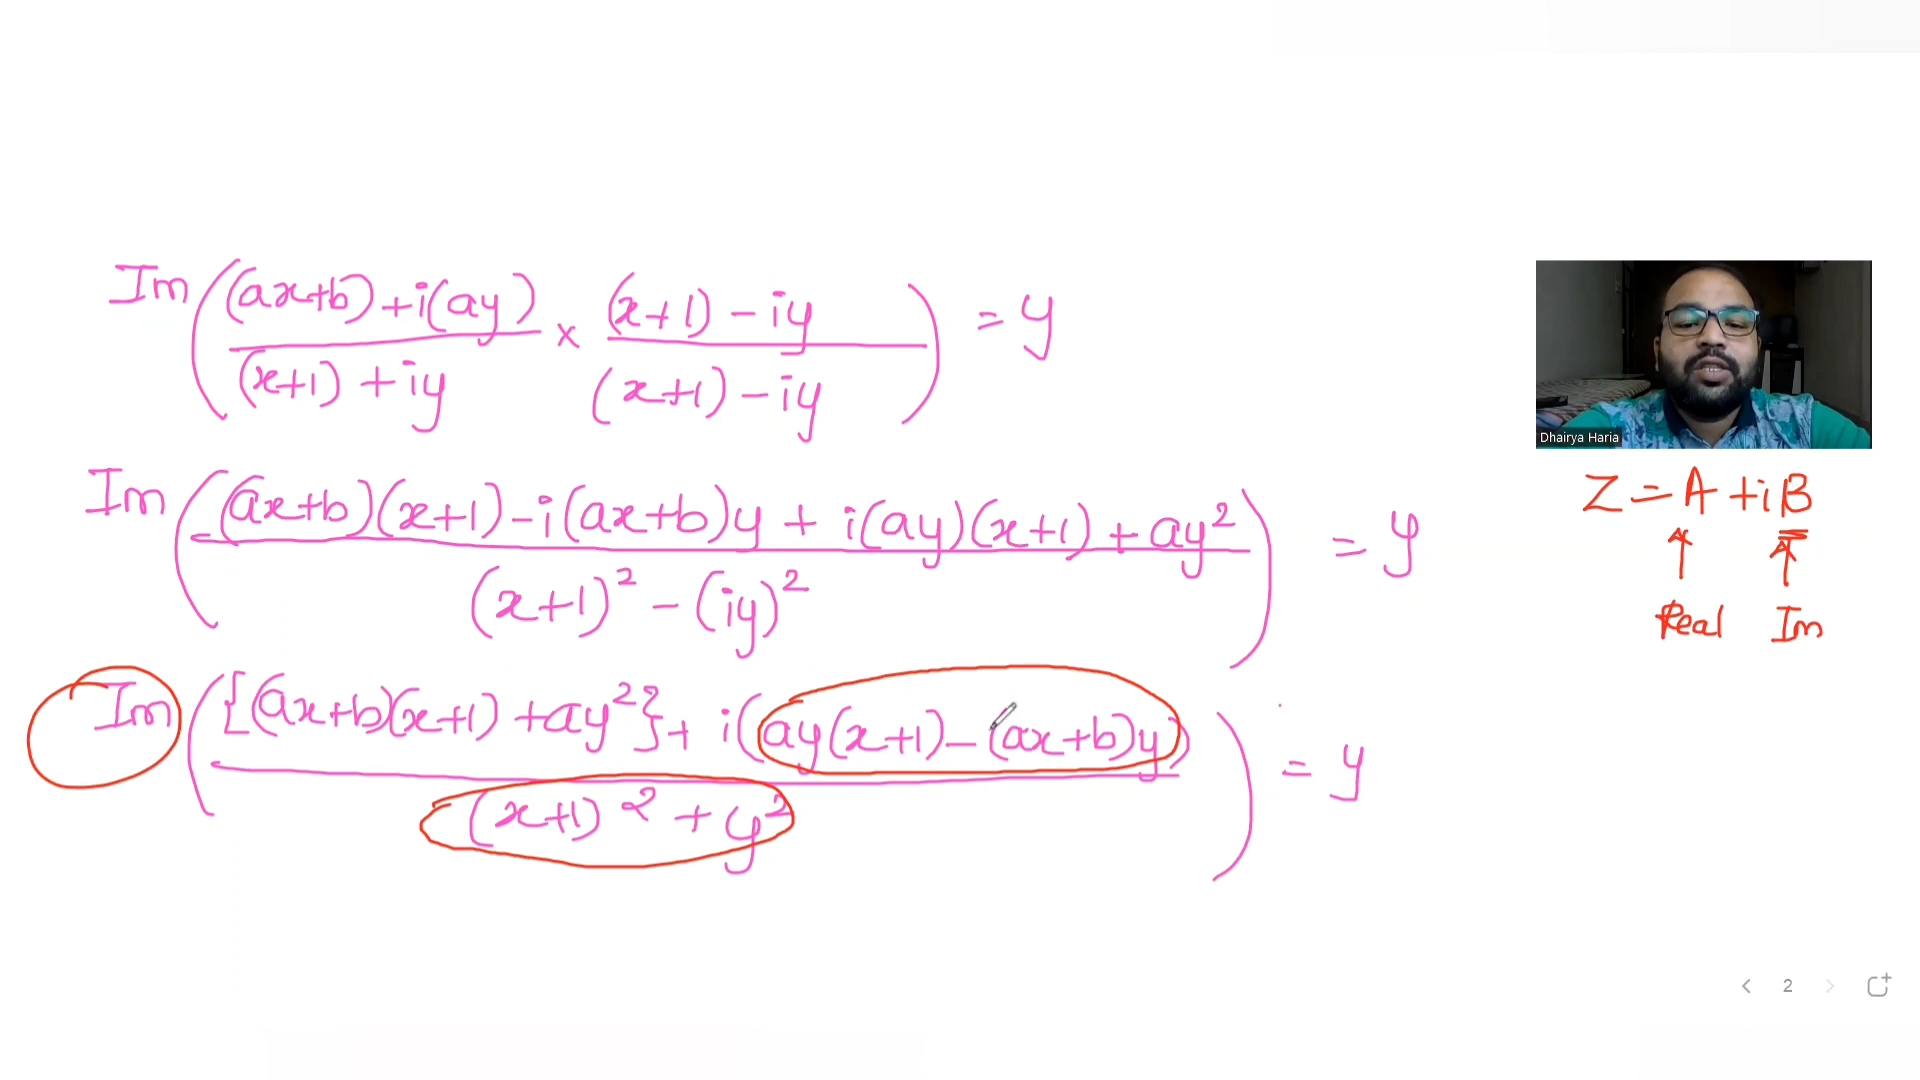 Im((ax+b)+i(ay)/(x+1)+iy × (x+1)-iy/(x+1)-iy) = y
Dhairya Haria
Z = A + iB
Real Im
Im((ax+b)(x+1)-i(ax+b)y + i(ay)(x+1) + ay²/(x+1)² - (iy)²) = y
Im({(ax+b)(x+1) + ay²} + i(ay(x+1) - (ax+b)y)/(x+1)² + y²) = y
2